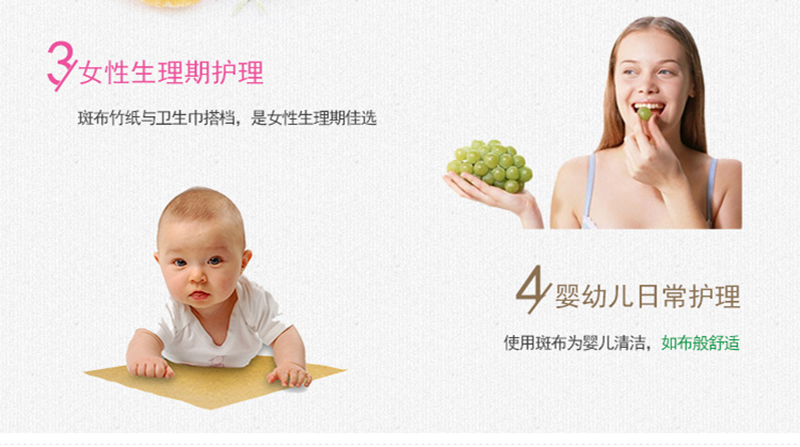 3 女性生理期护理
斑布竹纸与卫生巾搭档，是女性生理期佳选
4 婴幼儿日常护理
使用斑布为婴儿清洁，如布般舒适